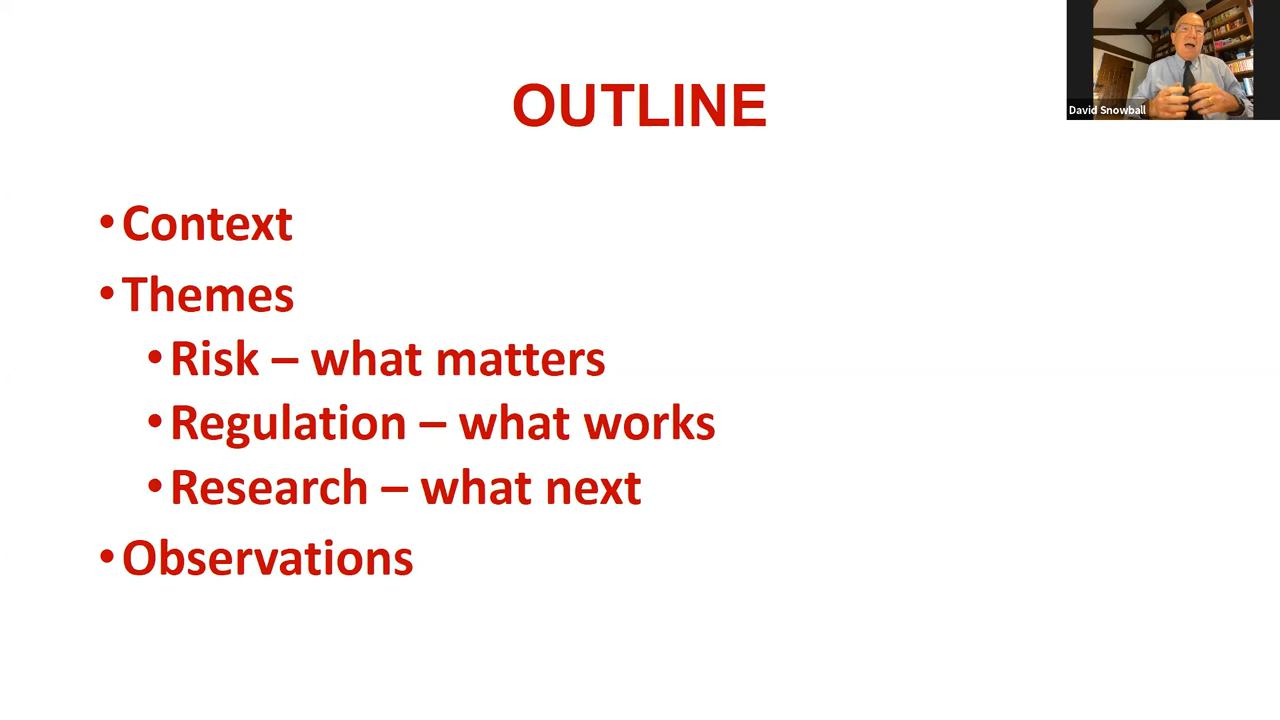 OUTLINE
David Snowball
•Context
•Themes
•Risk – what matters
•Regulation – what works
•Research – what next
•Observations